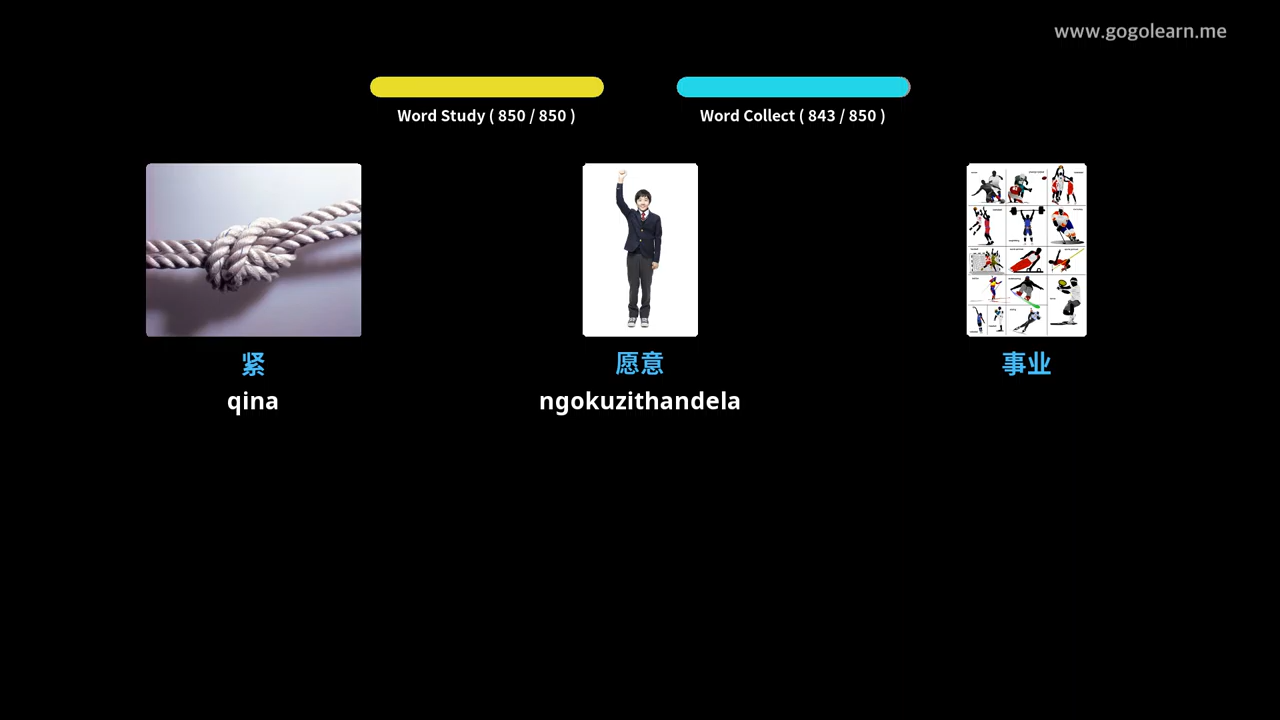 www.gogolearn.me
Word Study ( 850 / 850 )
Word Collect ( 843 / 850 )
紧
愿意
事业
qina
ngokuzithandela